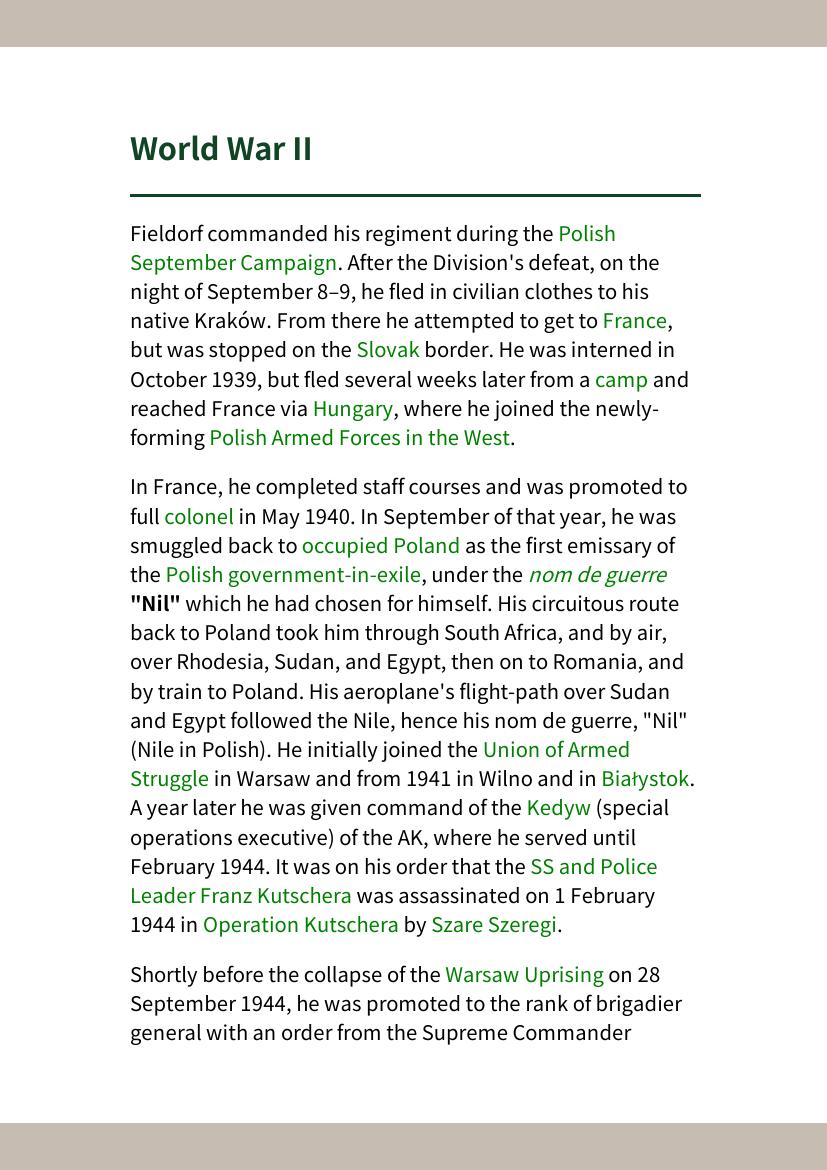 World War II
Fieldorf commanded his regiment during the Polish
September Campaign. After the Division's defeat, on the
night of September 8–9, he fled in civilian clothes to his
native Kraków. From there he attempted to get to France,
but was stopped on the Slovak border. He was interned in
October 1939, but fled several weeks later from a camp and
reached France via Hungary, where he joined the newly-
forming Polish Armed Forces in the West.
In France, he completed staff courses and was promoted to
full colonel in May 1940. In September of that year, he was
smuggled back to occupied Poland as the first emissary of
the Polish government-in-exile, under the nom de guerre
"Nil" which he had chosen for himself. His circuitous route
back to Poland took him through South Africa, and by air,
over Rhodesia, Sudan, and Egypt, then on to Romania, and
by train to Poland. His aeroplane's flight-path over Sudan
and Egypt followed the Nile, hence his nom de guerre, "Nil"
(Nile in Polish). He initially joined the Union of Armed
Struggle in Warsaw and from 1941 in Wilno and in Białystok.
A year later he was given command of the Kedyw (special
operations executive) of the AK, where he served until
February 1944. It was on his order that the SS and Police
Leader Franz Kutschera was assassinated on 1 February
1944 in Operation Kutschera by Szare Szeregi.
Shortly before the collapse of the Warsaw Uprising on 28
September 1944, he was promoted to the rank of brigadier
general with an order from the Supreme Commander